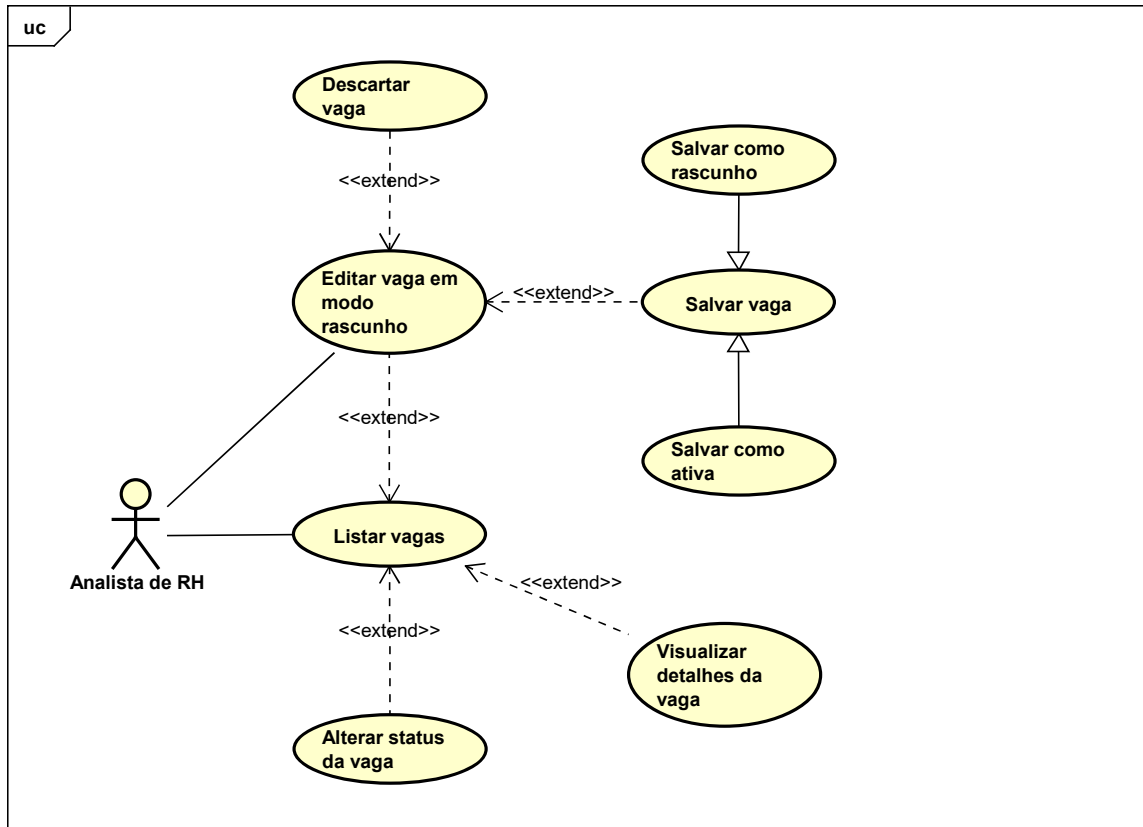 uc
Descartar
vaga
<<extend>>
Salvar como
rascunho
Editar vaga em
modo
rascunho
<<extend>>
Salvar vaga
<<extend>>
Salvar como
ativa
Listar vagas
Analista de RH
<<extend>>
<<extend>>
Visualizar
detalhes da
vaga
Alterar status
da vaga